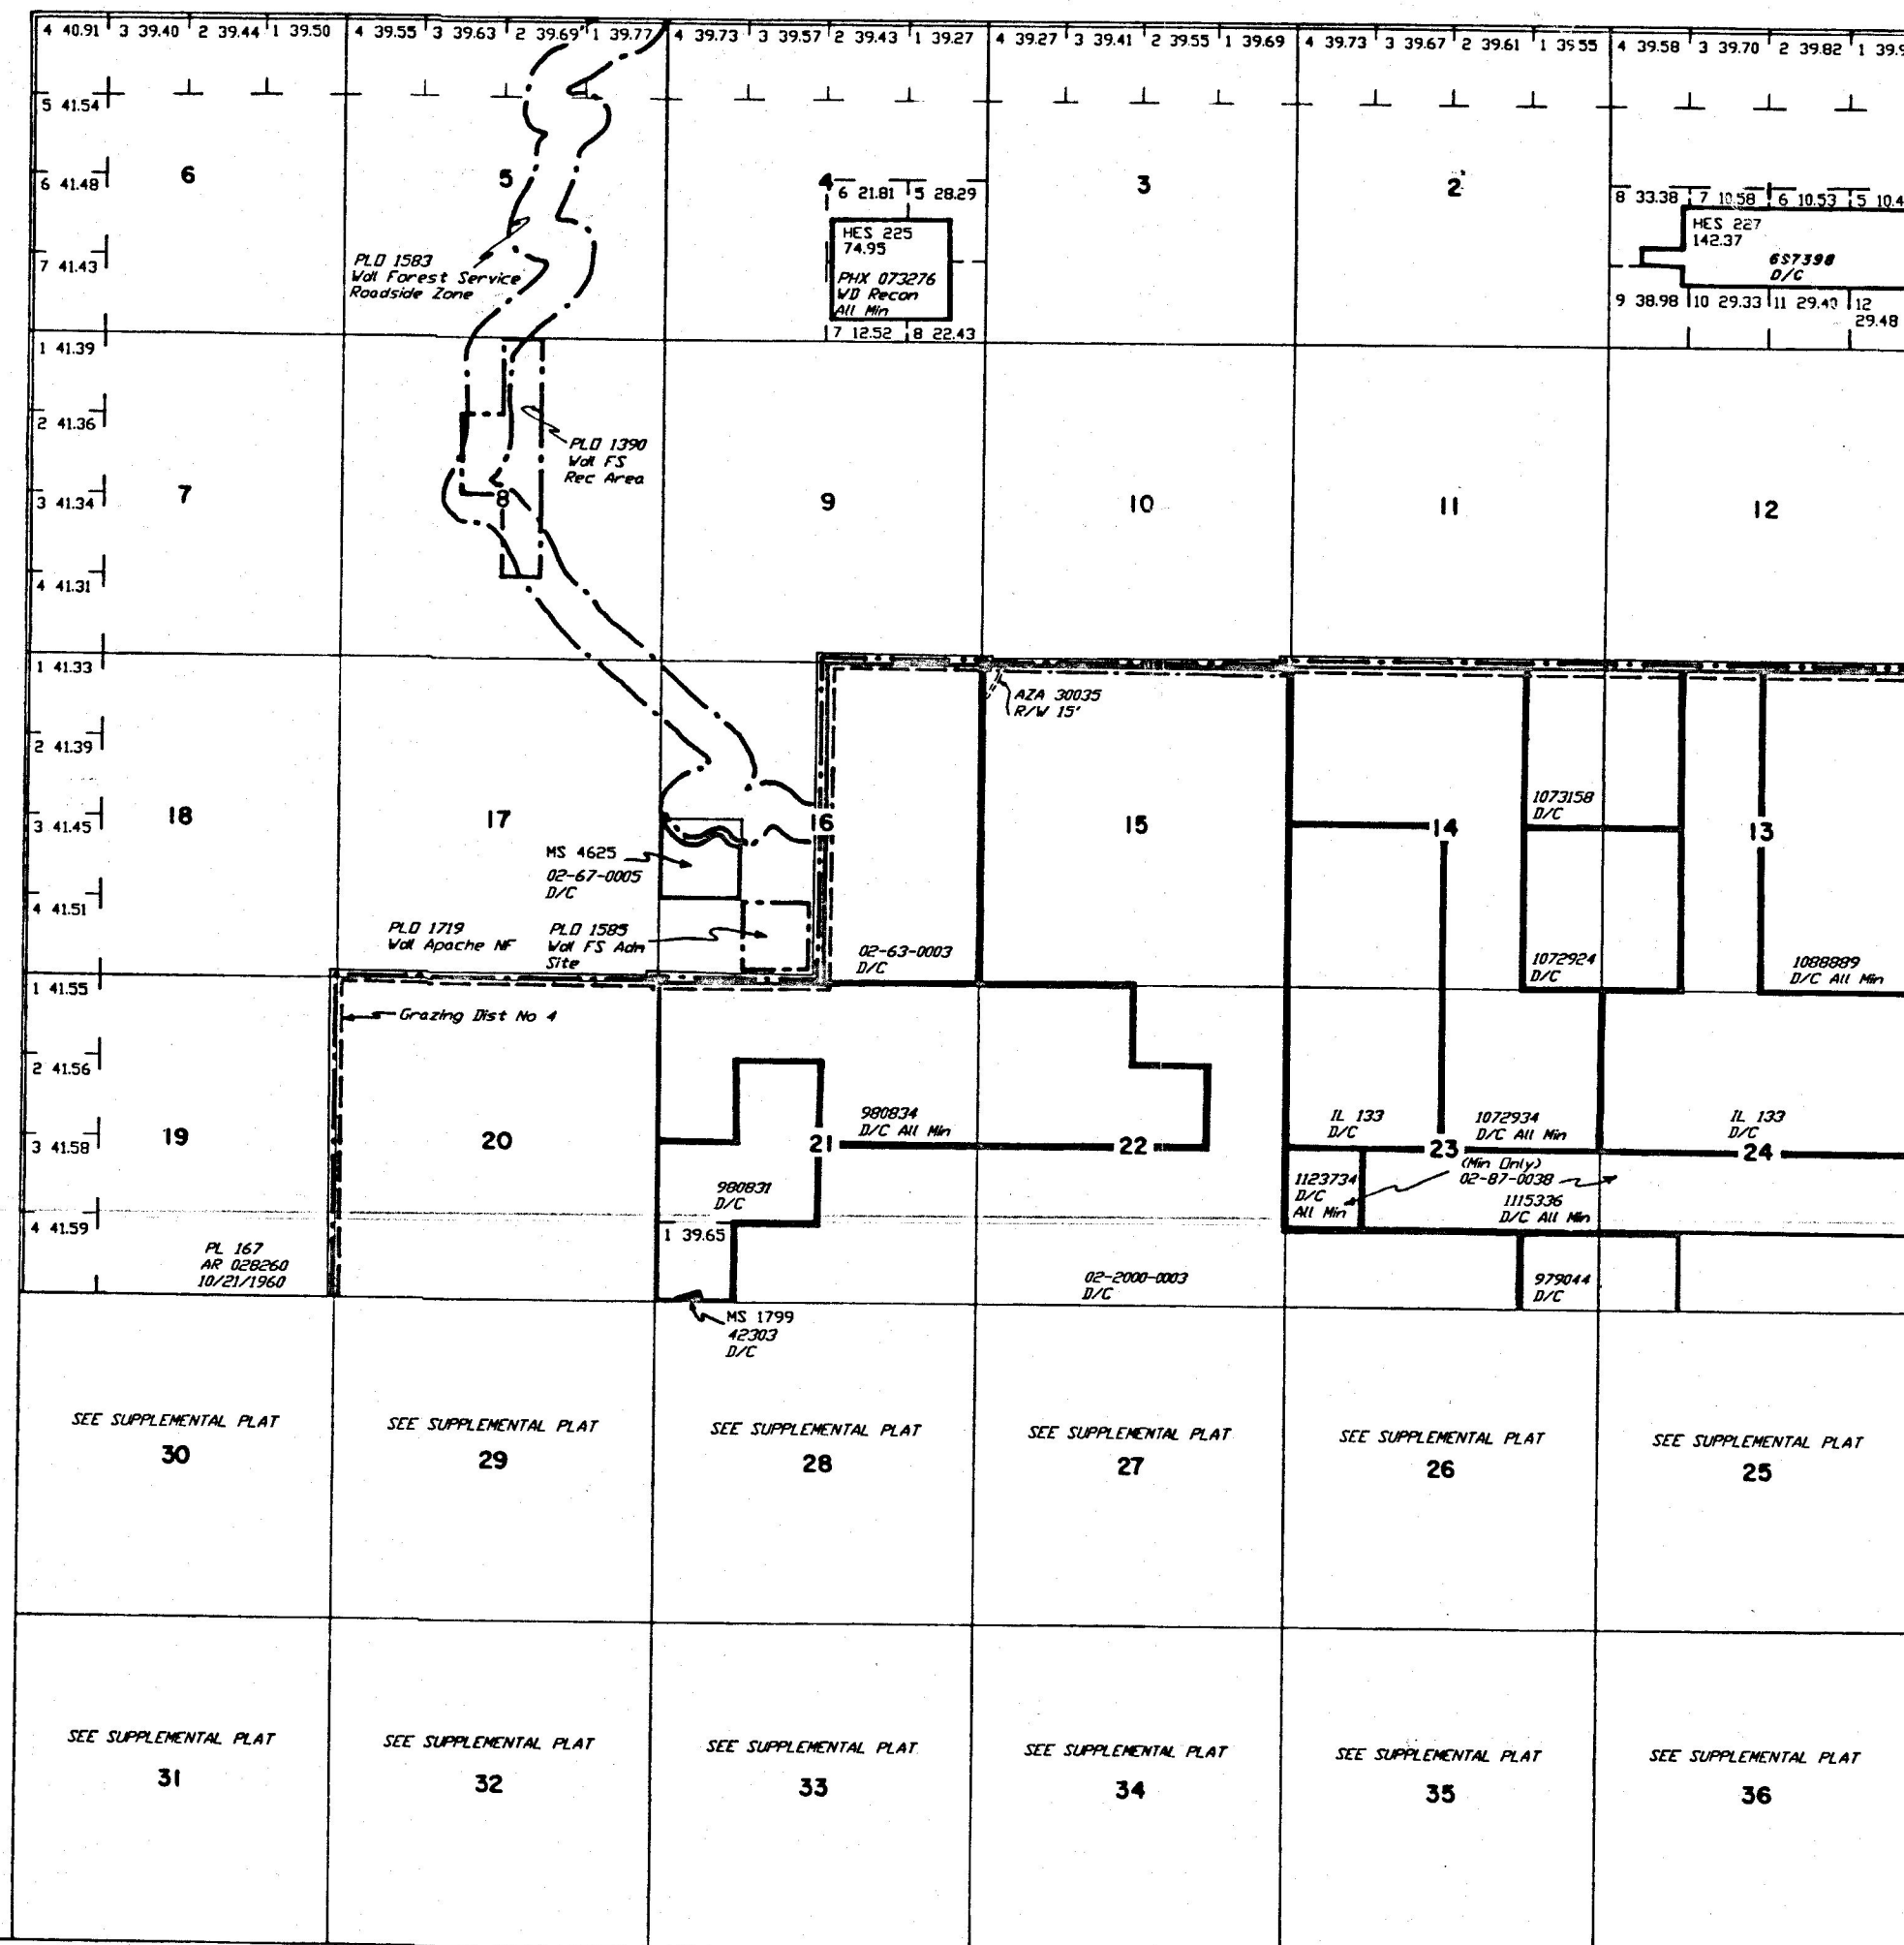 4 40.91 3 39.40 2 39.44 1 39.50 4 39.55 3 39.63 2 39.69 1 39.77 4 39.73 3 39.57 2 39.43 1 39.27 4 39.27 3 39.41 2 39.55 1 39.69 4 39.73 3 39.67 2 39.61 1 39.55 4 39.58 3 39.70 2 39.82 1 39.9
5 41.54
6 41.48
6
5
4
3
2
6 21.81 5 28.29
8 33.38 7 10.58 6 10.53 5 10.4
HES 225
74.95
PHX 073276
WD Recon
All Min
7 12.52 8 22.43
HES 227
142.37
657398
D/C
9 38.98 10 29.33 11 29.40 12
29.48
7 41.43
PLO 1583
Wdl Forest Service
Roadside Zone
1 41.39
2 41.36
3 41.34
4 41.31
PLO 1390
Wdl FS
Rec Area
7
8
9
10
11
12
1 41.33
2 41.39
3 41.45
4 41.51
AZA 30035
R/W 15'
18
17
16
15
14
13
MS 4625
02-67-0005
D/C
PLO 1719
Wdl Apache NF
PLO 1585
Wdl FS Adm
Site
02-63-0003
D/C
1073158
D/C
1072924
D/C
1088889
D/C All Min
1 41.55
2 41.56
3 41.58
4 41.59
Grazing Dist No 4
19
20
21
22
23
24
980834
D/C All Min
980831
D/C
1 39.65
IL 133
D/C
1072934
D/C All Min
IL 133
D/C
(Min Only)
02-87-0038
1123734
D/C
All Min
1115336
D/C All Min
PL 167
AR 028260
10/21/1960
02-2000-0003
D/C
979044
D/C
MS 1799
42303
D/C
SEE SUPPLEMENTAL PLAT
30
SEE SUPPLEMENTAL PLAT
29
SEE SUPPLEMENTAL PLAT
28
SEE SUPPLEMENTAL PLAT
27
SEE SUPPLEMENTAL PLAT
26
SEE SUPPLEMENTAL PLAT
25
SEE SUPPLEMENTAL PLAT
31
SEE SUPPLEMENTAL PLAT
32
SEE SUPPLEMENTAL PLAT
33
SEE SUPPLEMENTAL PLAT
34
SEE SUPPLEMENTAL PLAT
35
SEE SUPPLEMENTAL PLAT
36